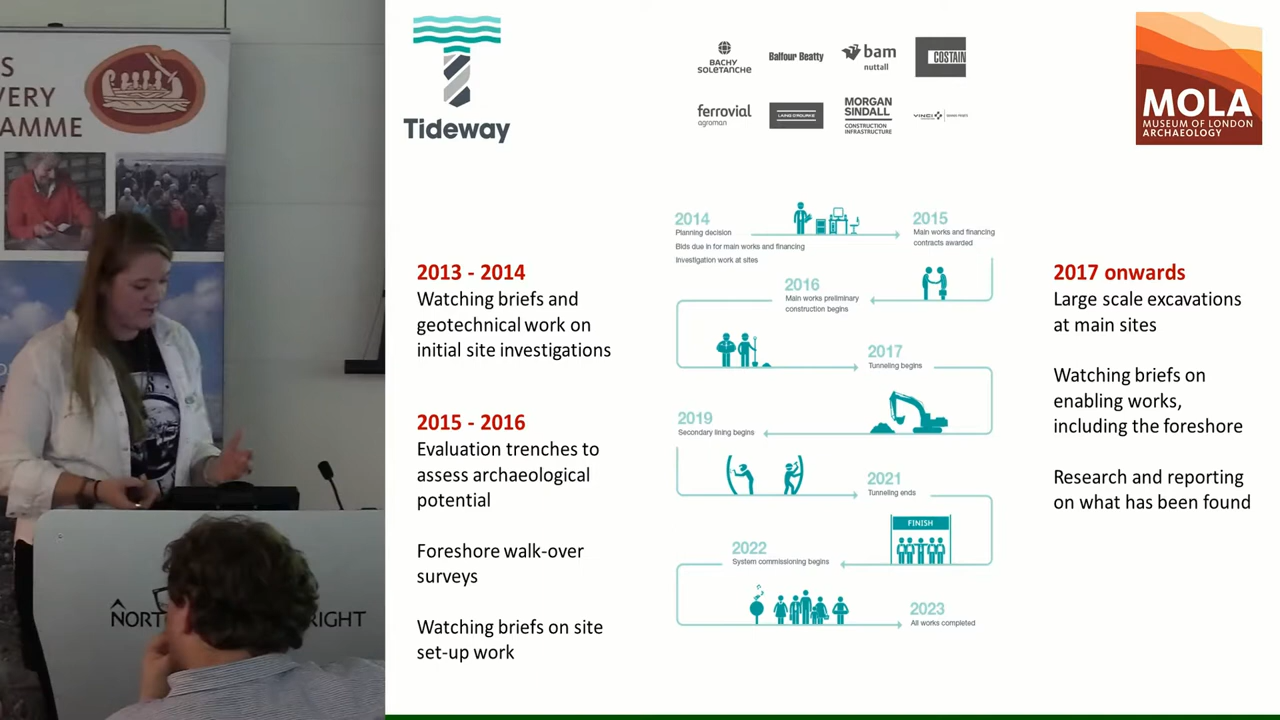 S
VERY
AMME
NORT
RIGHT
Tideway
BACHY
SOLETANCHE
Balfour Beatty
bam
nuttall
COSTAIN
ferrovial
agroman
LAING O'ROURKE
MORGAN
SINDALL
CONSTRUCTION
INFRASTRUCTURE
VINCI
MOLA
MUSEUM OF LONDON
ARCHAEOLOGY
2013 - 2014
Watching briefs and
geotechnical work on
initial site investigations
2015 - 2016
Evaluation trenches to
assess archaeological
potential
Foreshore walk-over
surveys
Watching briefs on site
set-up work
2014
Planning decision
Bids due in for main works and financing
Investigation work at sites
2015
Main works and financing
contracts awarded
2016
Main works preliminary
construction begins
2017
Tunneling begins
2019
Secondary lining begins
2021
Tunneling ends
FINISH
2022
System commissioning begins
2023
All works completed
2017 onwards
Large scale excavations
at main sites
Watching briefs on
enabling works,
including the foreshore
Research and reporting
on what has been found